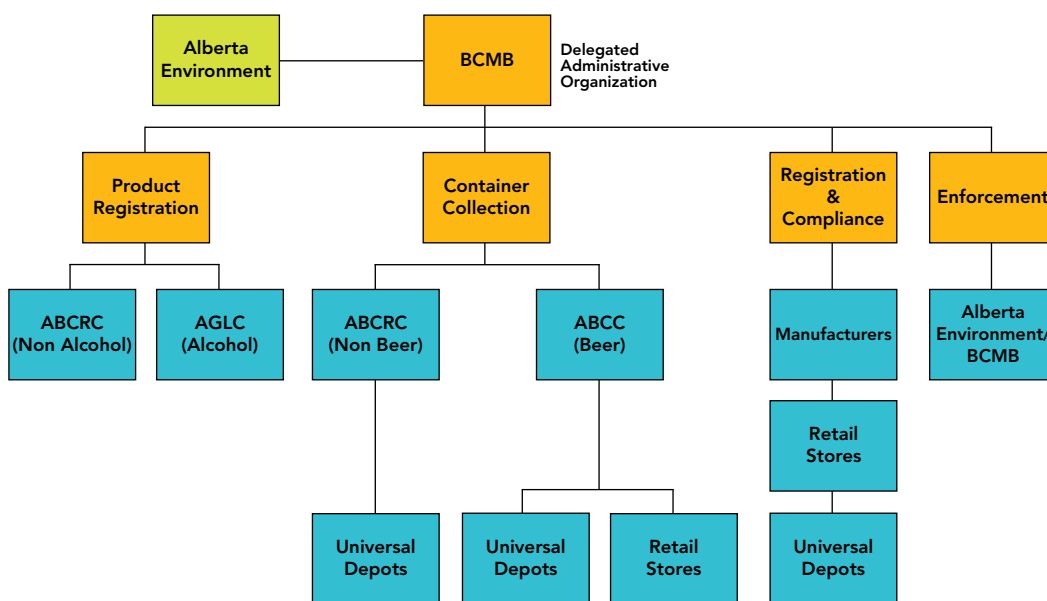 Alberta
Environment
BCMB
Delegated
Administrative
Organization
Product
Registration
Container
Collection
Registration
&
Compliance
Enforcement
ABCRC
(Non Alcohol)
AGLC
(Alcohol)
ABCRC
(Non Beer)
ABCC
(Beer)
Manufacturers
Alberta
Environment/
BCMB
Retail
Stores
Universal
Depots
Universal
Depots
Retail
Stores
Universal
Depots